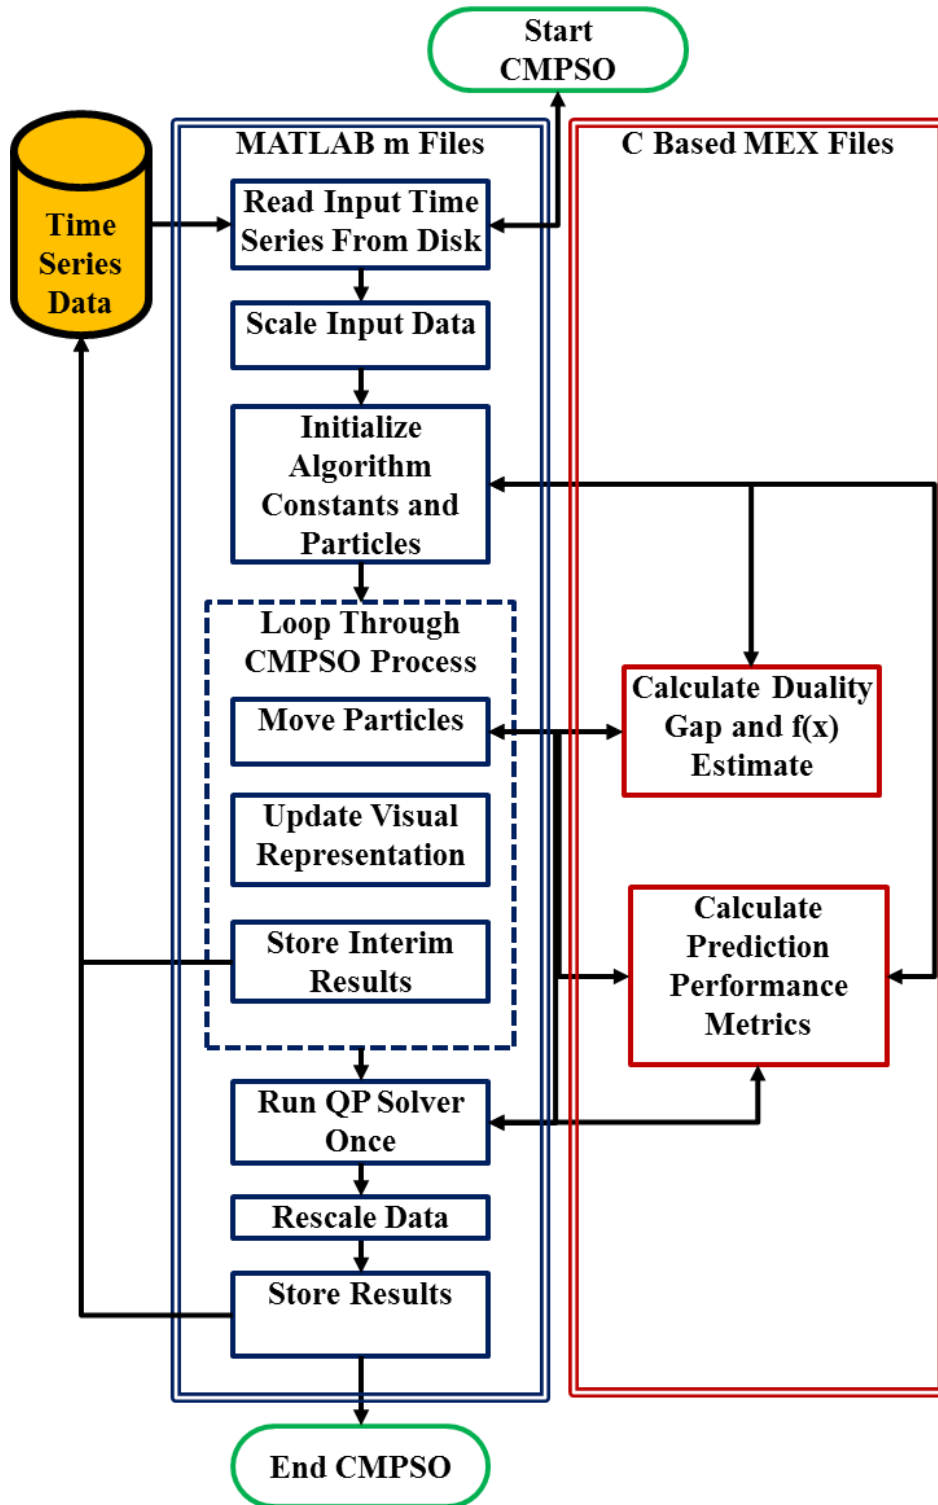 Start
CMPSO
MATLAB m Files
C Based MEX Files
Time
Series
Data
Read Input Time
Series From Disk
Scale Input Data
Initialize
Algorithm
Constants and
Particles
Loop Through
CMPSO Process
Move Particles
Calculate Duality
Gap and f(x)
Estimate
Update Visual
Representation
Calculate
Prediction
Performance
Metrics
Store Interim
Results
Run QP Solver
Once
Rescale Data
Store Results
End CMPSO